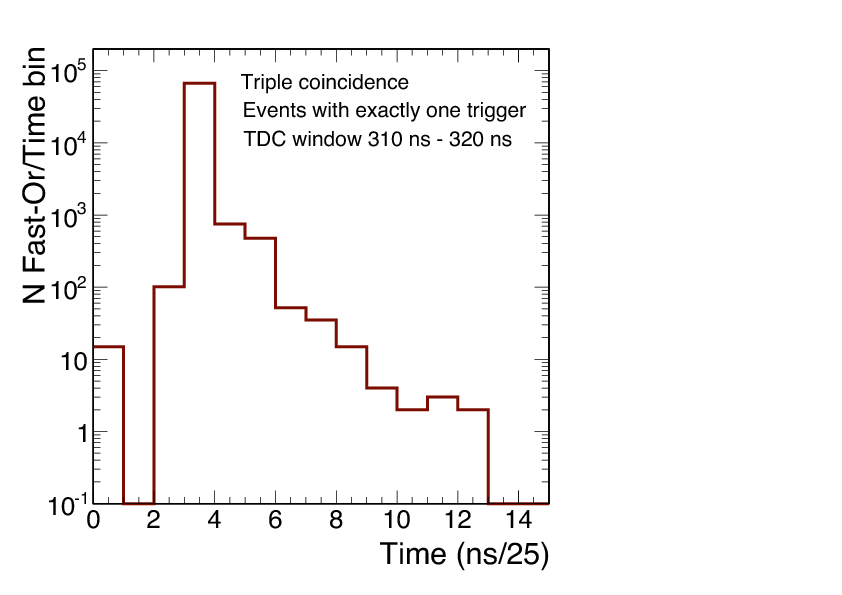 N Fast-Or/Time bin
10^5
10^4
10^3
10^2
10
1
10^-1
Triple coincidence
Events with exactly one trigger
TDC window 310 ns - 320 ns
0 2 4 6 8 10 12 14
Time (ns/25)